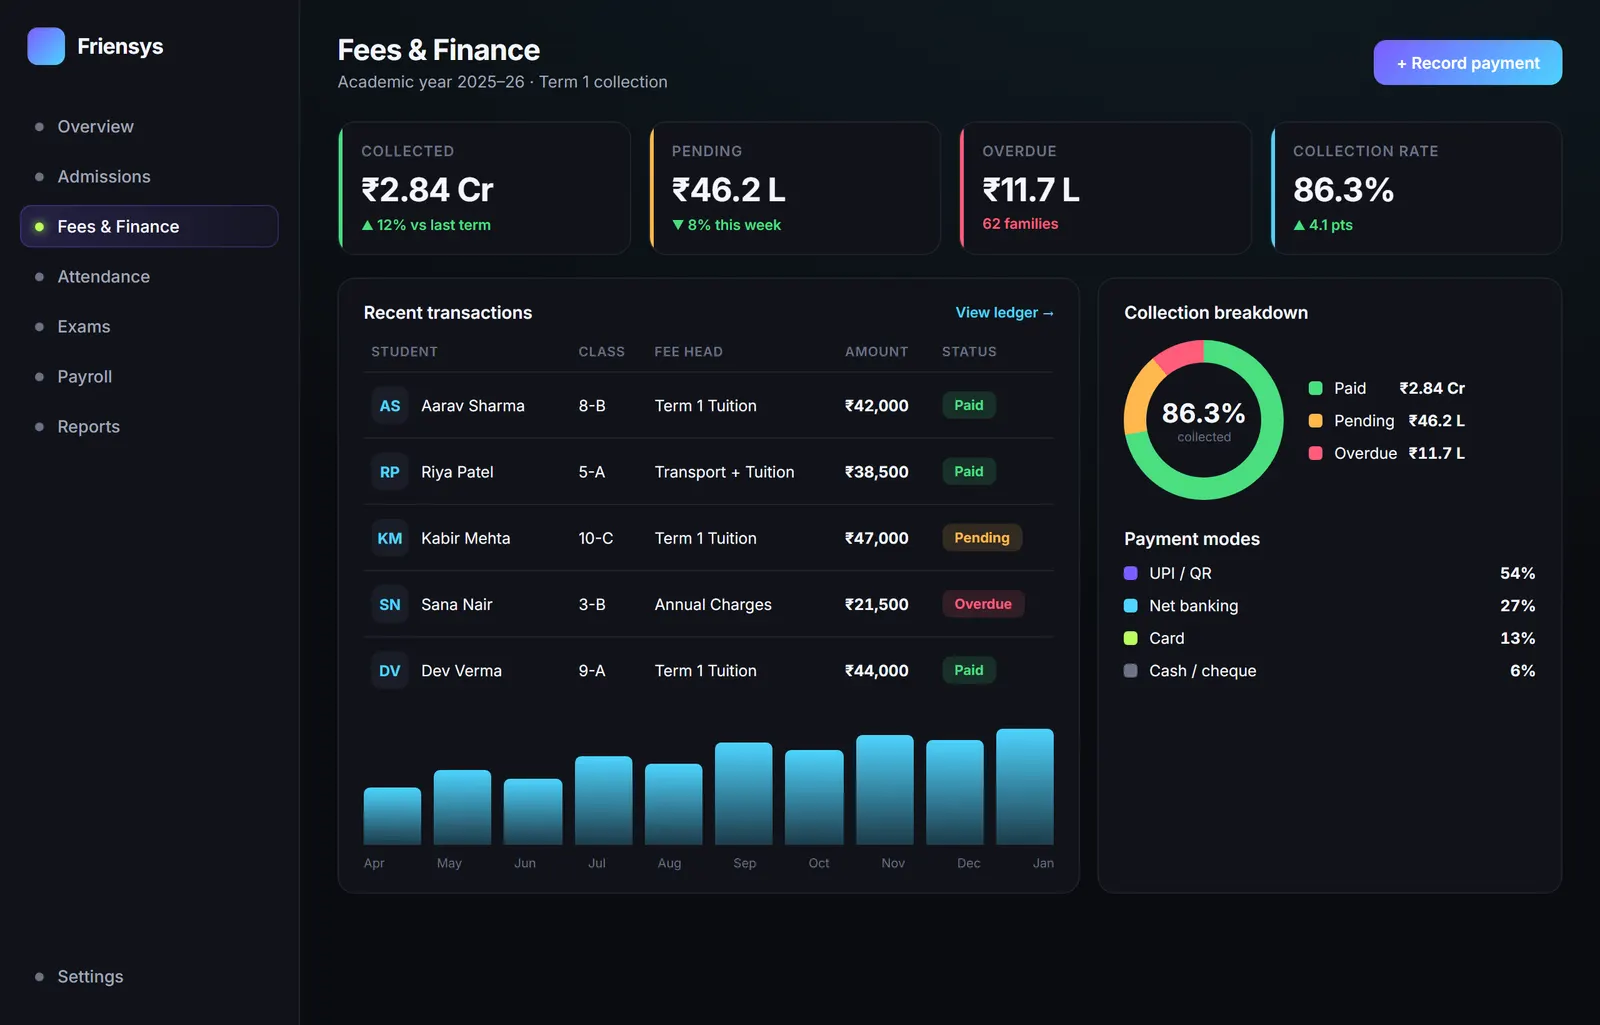 Friensys
Overview
Admissions
Fees & Finance
Attendance
Exams
Payroll
Reports
Settings
Fees & Finance
Academic year 2025–26 · Term 1 collection
+ Record payment
COLLECTED
₹2.84 Cr
▲ 12% vs last term
PENDING
₹46.2 L
▼ 8% this week
OVERDUE
₹11.7 L
62 families
COLLECTION RATE
86.3%
▲ 4.1 pts
Recent transactions
View ledger →
STUDENT CLASS FEE HEAD AMOUNT STATUS
AS Aarav Sharma 8-B Term 1 Tuition ₹42,000 Paid
RP Riya Patel 5-A Transport + Tuition ₹38,500 Paid
KM Kabir Mehta 10-C Term 1 Tuition ₹47,000 Pending
SN Sana Nair 3-B Annual Charges ₹21,500 Overdue
DV Dev Verma 9-A Term 1 Tuition ₹44,000 Paid
Apr May Jun Jul Aug Sep Oct Nov Dec Jan
Collection breakdown
86.3%
collected
Paid ₹2.84 Cr
Pending ₹46.2 L
Overdue ₹11.7 L
Payment modes
UPI / QR 54%
Net banking 27%
Card 13%
Cash / cheque 6%